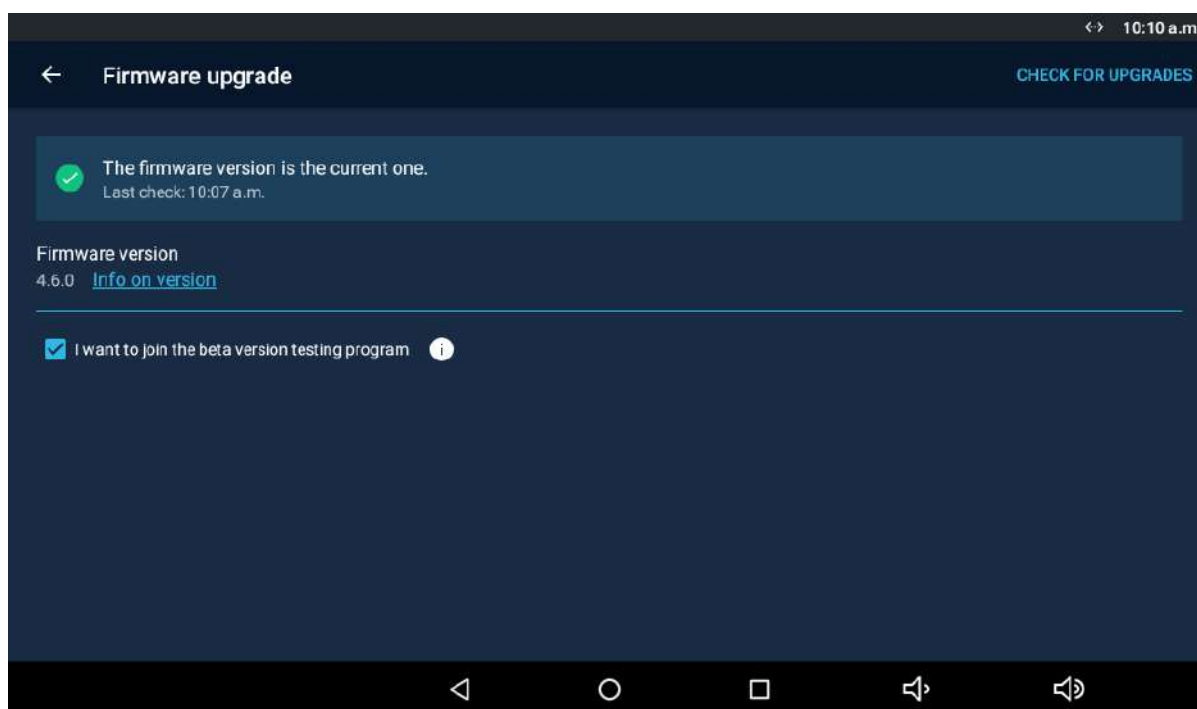 10:10 a.m
Firmware upgrade
CHECK FOR UPGRADES
The firmware version is the current one.
Last check: 10:07 a.m.
Firmware version
4.6.0 Info on version
I want to join the beta version testing program i